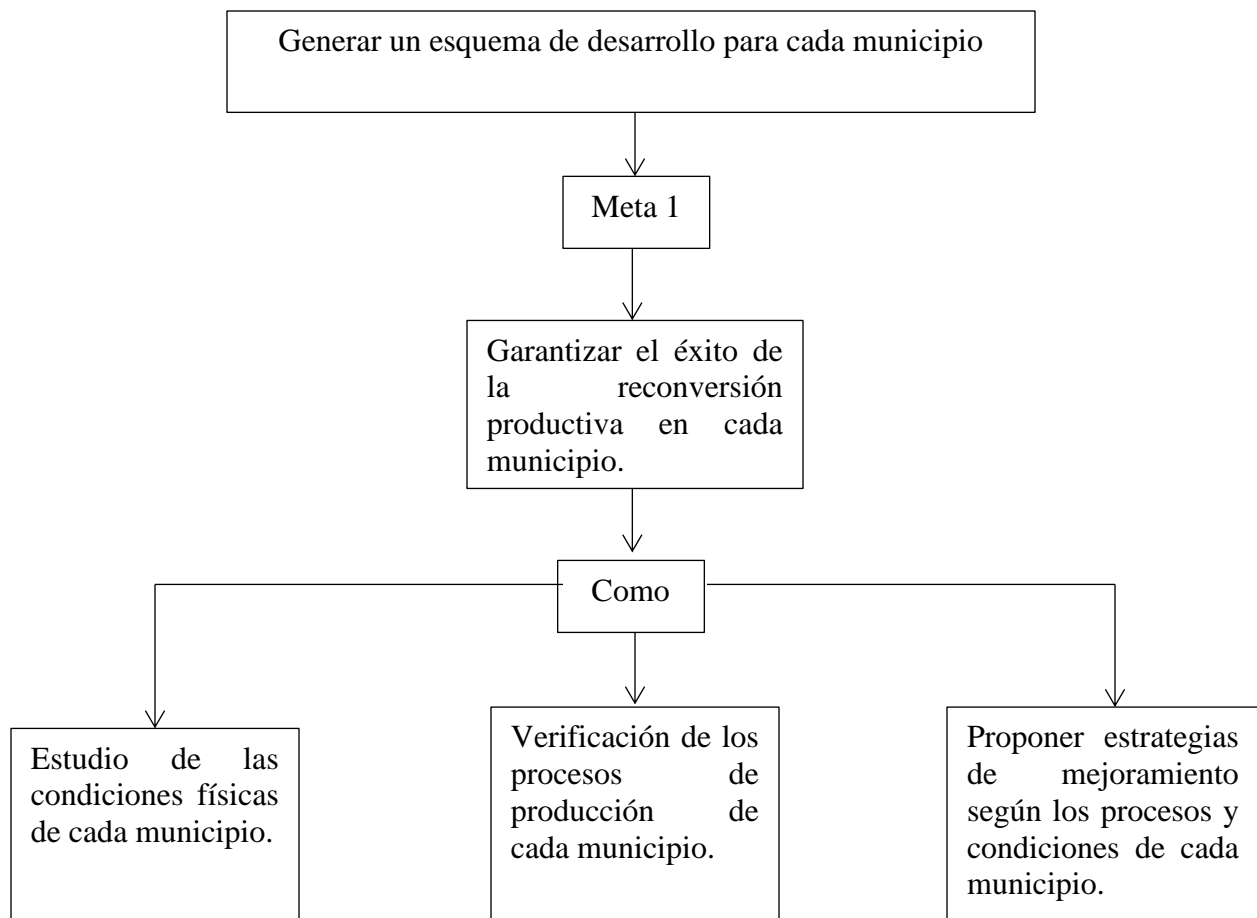 Generar un esquema de desarrollo para cada municipio
Meta 1
Garantizar el éxito de
la reconversión
productiva en cada
municipio.
Como
Estudio de las
condiciones físicas
de cada municipio.
Verificación de los
procesos de
producción de
cada municipio.
Proponer estrategias
de mejoramiento
según los procesos y
condiciones de cada
municipio.